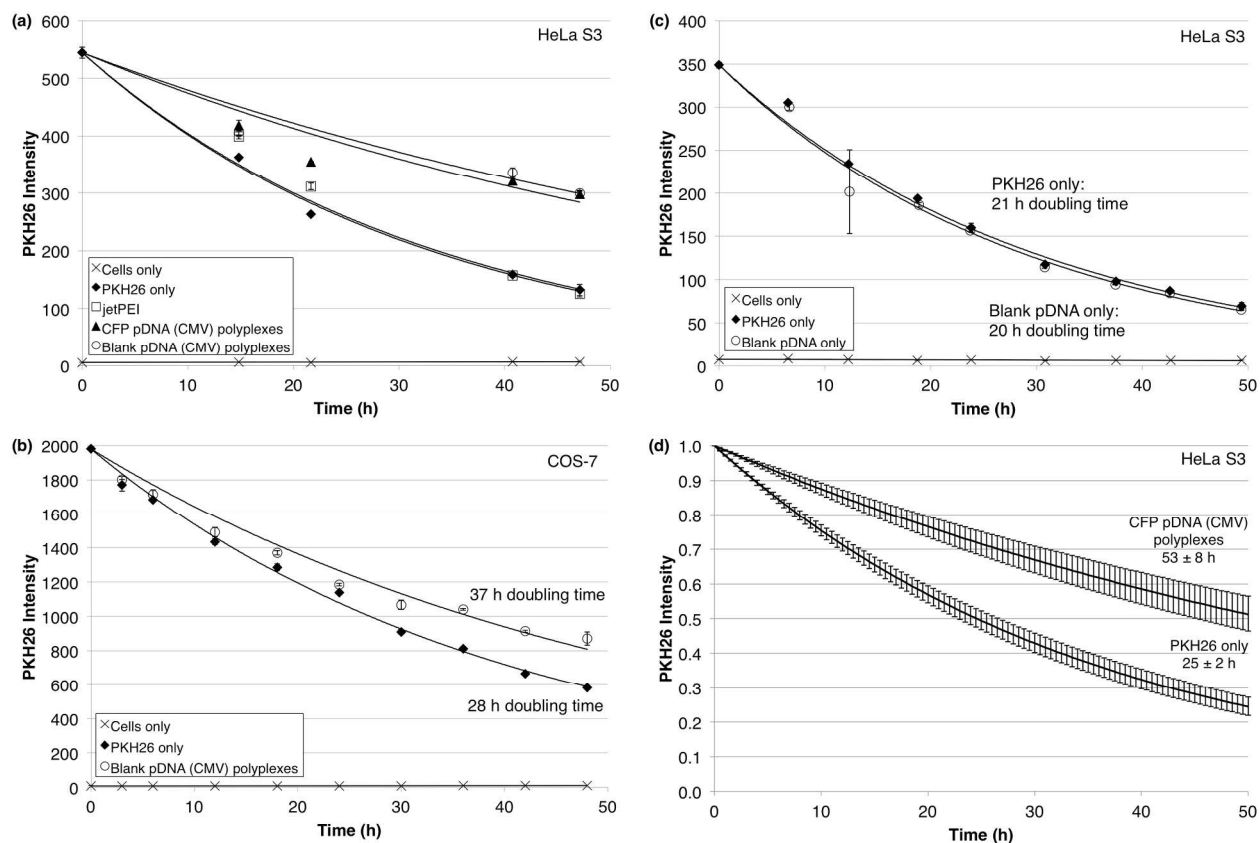 (a)
HeLa S3
PKH26 Intensity
600
500
400
300
200
100
0
Cells only
PKH26 only
jetPEI
CFP pDNA (CMV) polyplexes
Blank pDNA (CMV) polyplexes
0
10
20
30
40
50
Time (h)
(c)
HeLa S3
PKH26 Intensity
400
350
300
250
200
150
100
50
0
PKH26 only:
21 h doubling time
Blank pDNA only:
20 h doubling time
Cells only
PKH26 only
Blank pDNA only
0
10
20
30
40
50
Time (h)
(b)
COS-7
PKH26 Intensity
2000
1800
1600
1400
1200
1000
800
600
400
200
0
37 h doubling time
28 h doubling time
Cells only
PKH26 only
Blank pDNA (CMV) polyplexes
0
10
20
30
40
50
Time (h)
(d)
HeLa S3
PKH26 Intensity
1.0
0.9
0.8
0.7
0.6
0.5
0.4
0.3
0.2
0.1
0.0
CFP pDNA (CMV)
polyplexes
53 ± 8 h
PKH26 only
25 ± 2 h
0
10
20
30
40
50
Time (h)